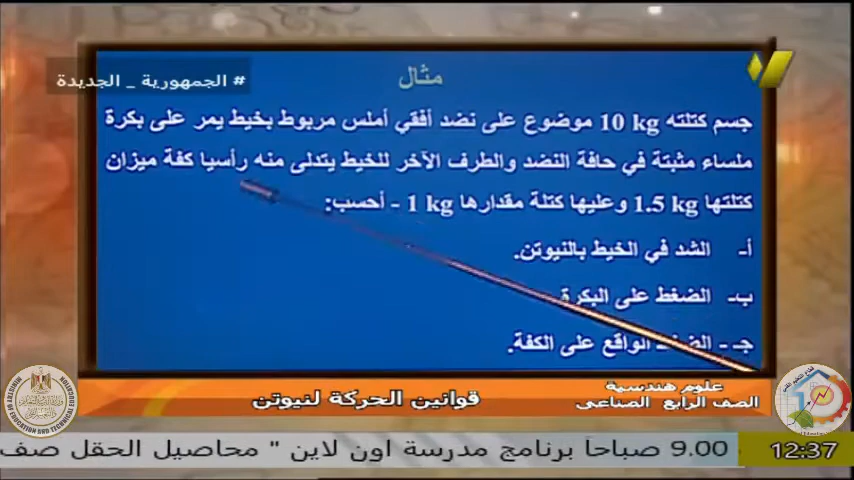 # الجمهورية _ الجديدة
مثال
جسم كتلته 10 kg موضوع على نضد أفقي أملس مربوط بخيط يمر على بكرة
ملساء مثبتة في حافة النضد والطرف الآخر للخيط يتدلى منه رأسيا كفة ميزان
كتلتها 1.5 kg وعليها كتلة مقدارها 1 kg - أحسب:
أ- الشد في الخيط بالنيوتن.
ب- الضغط على البكرة
جـ - الضغط الواقع على الكفة.
علوم هندسية
الصف الرابع الصناعى
قوانين الحركة لنيوتن
9.00 صباحاً برنامج مدرسة اون لاين " محاصيل الحقل صف
12:37